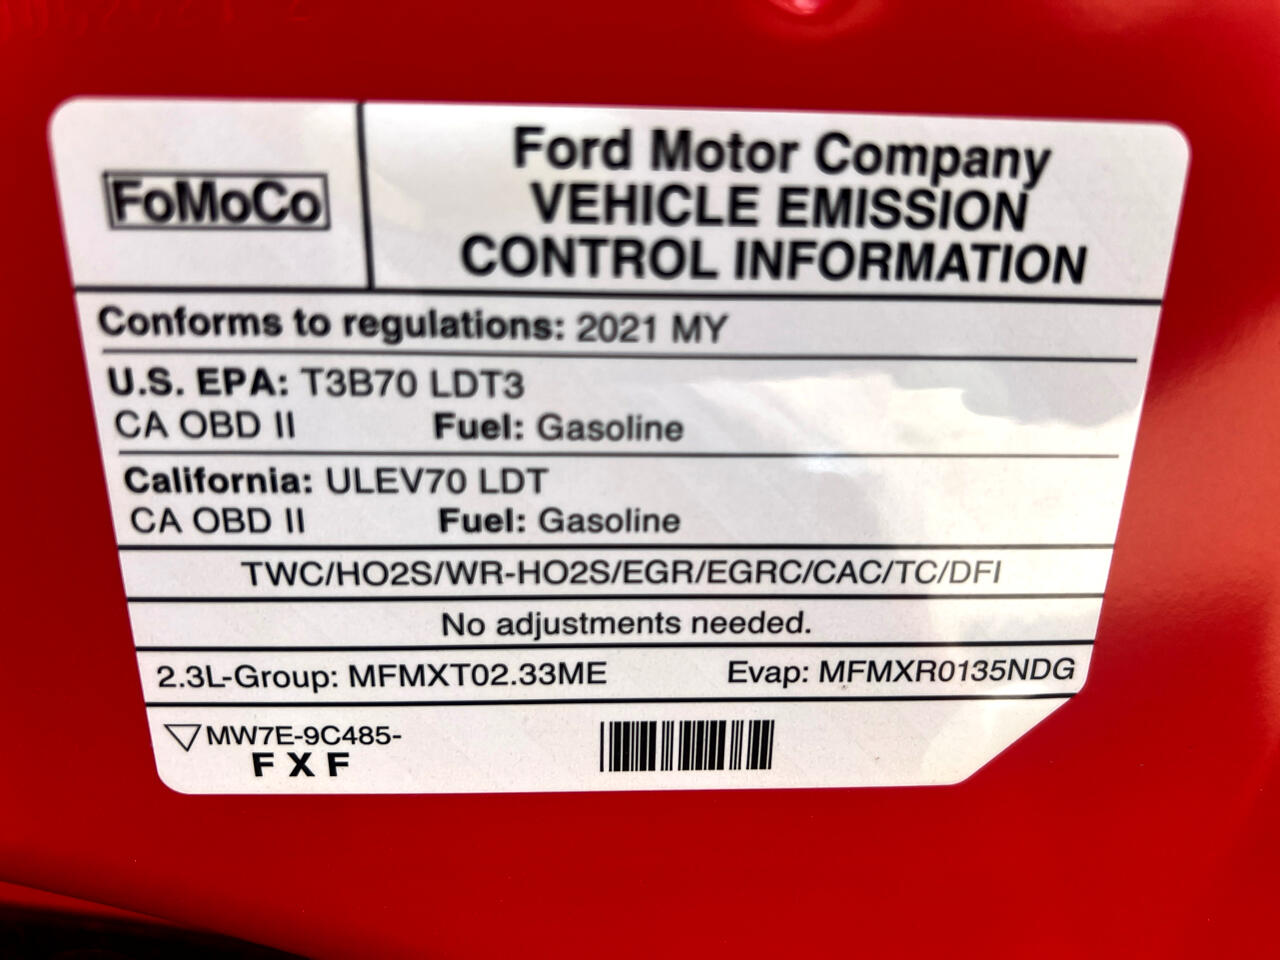 FoMoCo
Ford Motor Company
VEHICLE EMISSION
CONTROL INFORMATION
Conforms to regulations: 2021 MY
U.S. EPA: T3B70 LDT3
CA OBD II Fuel: Gasoline
California: ULEV70 LDT
CA OBD II Fuel: Gasoline
TWC/HO2S/WR-HO2S/EGR/EGRC/CAC/TC/DFI
No adjustments needed.
2.3L-Group: MFMXT02.33ME Evap: MFMXR0135NDG
MW7E-9C485-
F X F